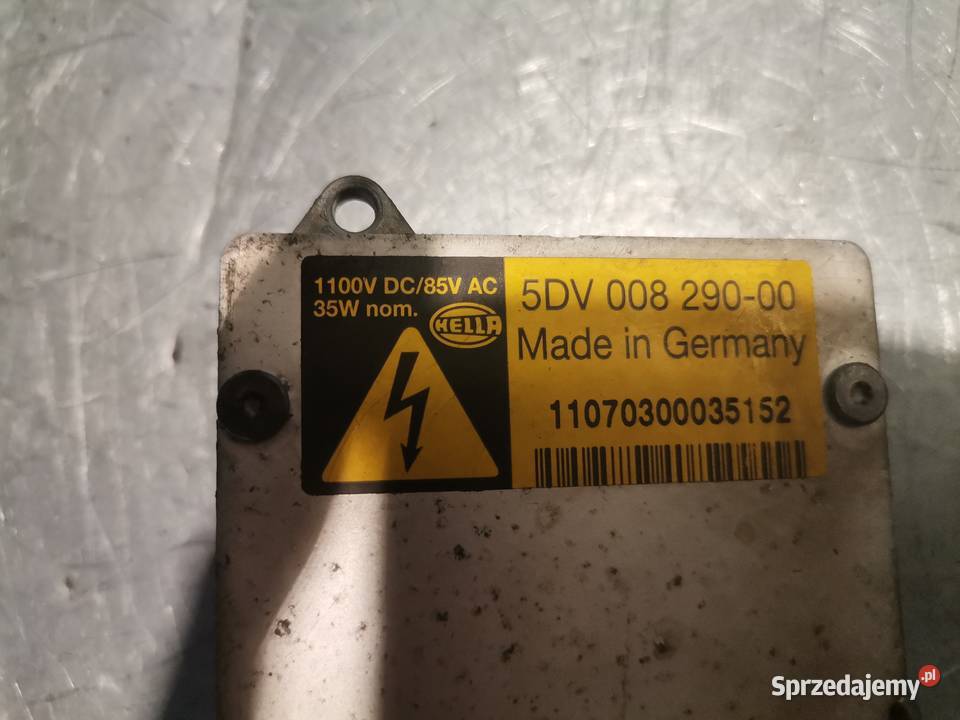 1100V DC/85V AC
35W nom.
HELLA
5DV 008 290-00
Made in Germany
11070300035152
Sprzedajemy.pl